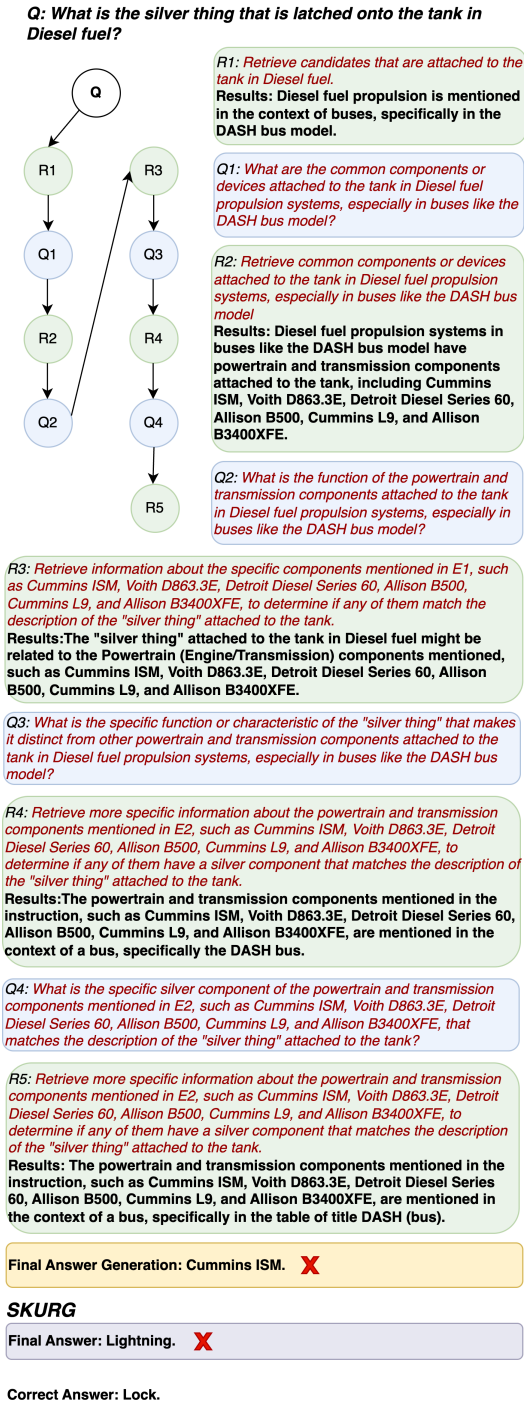 Q: What is the silver thing that is latched onto the tank in
Diesel fuel?
Q
R1
Q1
R2
Q2
R3
Q3
R4
Q4
R5
R1: Retrieve candidates that are attached to the
tank in Diesel fuel.
Results: Diesel fuel propulsion is mentioned
in the context of buses, specifically in the
DASH bus model.
Q1: What are the common components or
devices attached to the tank in Diesel fuel
propulsion systems, especially in buses like the
DASH bus model?
R2: Retrieve common components or devices
attached to the tank in Diesel fuel propulsion
systems, especially in buses like the DASH bus
model
Results: Diesel fuel propulsion systems in
buses like the DASH bus model have
powertrain and transmission components
attached to the tank, including Cummins
ISM, Voith D863.3E, Detroit Diesel Series 60,
Allison B500, Cummins L9, and Allison
B3400XFE.
Q2: What is the function of the powertrain and
transmission components attached to the tank
in Diesel fuel propulsion systems, especially in
buses like the DASH bus model?
R3: Retrieve information about the specific components mentioned in E1, such
as Cummins ISM, Voith D863.3E, Detroit Diesel Series 60, Allison B500,
Cummins L9, and Allison B3400XFE, to determine if any of them match the
description of the "silver thing" attached to the tank.
Results:The "silver thing" attached to the tank in Diesel fuel might be
related to the Powertrain (Engine/Transmission) components mentioned,
such as Cummins ISM, Voith D863.3E, Detroit Diesel Series 60, Allison
B500, Cummins L9, and Allison B3400XFE.
Q3: What is the specific function or characteristic of the "silver thing" that makes
it distinct from other powertrain and transmission components attached to the
tank in Diesel fuel propulsion systems, especially in buses like the DASH bus
model?
R4: Retrieve more specific information about the powertrain and transmission
components mentioned in E2, such as Cummins ISM, Voith D863.3E, Detroit
Diesel Series 60, Allison B500, Cummins L9, and Allison B3400XFE, to
determine if any of them have a silver component that matches the description of
the "silver thing" attached to the tank.
Results:The powertrain and transmission components mentioned in the
instruction, such as Cummins ISM, Voith D863.3E, Detroit Diesel Series 60,
Allison B500, Cummins L9, and Allison B3400XFE, are mentioned in the
context of a bus, specifically the DASH bus.
Q4: What is the specific silver component of the powertrain and transmission
components mentioned in E2, such as Cummins ISM, Voith D863.3E, Detroit
Diesel Series 60, Allison B500, Cummins L9, and Allison B3400XFE, that
matches the description of the "silver thing" attached to the tank?
R5: Retrieve more specific information about the powertrain and transmission
components mentioned in E2, such as Cummins ISM, Voith D863.3E, Detroit
Diesel Series 60, Allison B500, Cummins L9, and Allison B3400XFE, to
determine if any of them have a silver component that matches the description
of the "silver thing" attached to the tank.
Results: The powertrain and transmission components mentioned in the
instruction, such as Cummins ISM, Voith D863.3E, Detroit Diesel Series
60, Allison B500, Cummins L9, and Allison B3400XFE, are mentioned in
the context of a bus, specifically in the table of title DASH (bus).
Final Answer Generation: Cummins ISM. X
SKURG
Final Answer: Lightning. X
Correct Answer: Lock.